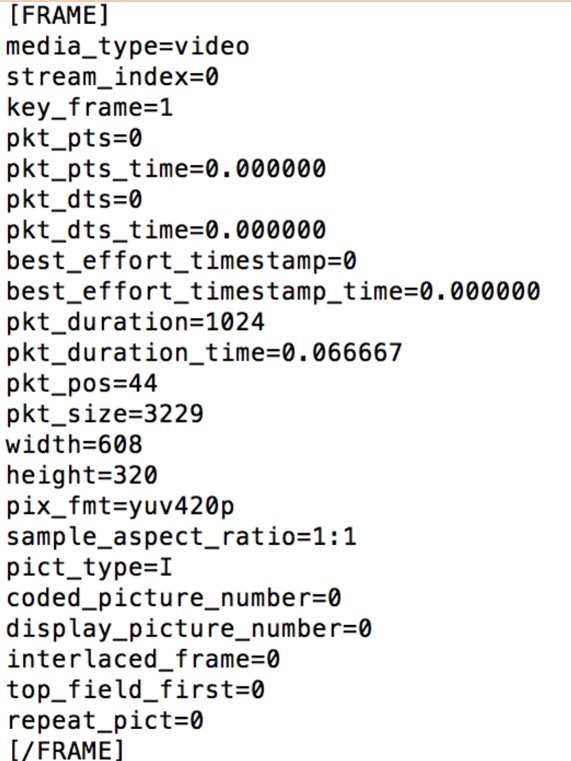 [FRAME]
media_type=video
stream_index=0
key_frame=1
pkt_pts=0
pkt_pts_time=0.000000
pkt_dts=0
pkt_dts_time=0.000000
best_effort_timestamp=0
best_effort_timestamp_time=0.000000
pkt_duration=1024
pkt_duration_time=0.066667
pkt_pos=44
pkt_size=3229
width=608
height=320
pix_fmt=yuv420p
sample_aspect_ratio=1:1
pict_type=I
coded_picture_number=0
display_picture_number=0
interlaced_frame=0
top_field_first=0
repeat_pict=0
[/FRAME]